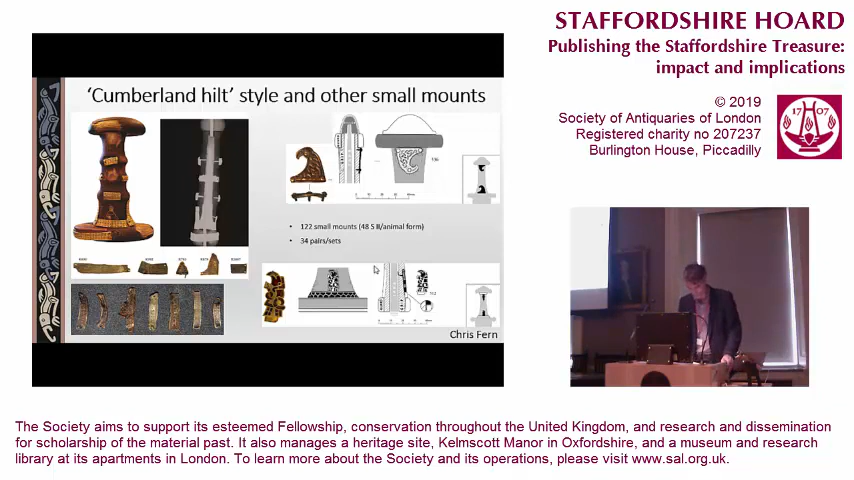 STAFFORDSHIRE HOARD
Publishing the Staffordshire Treasure:
impact and implications
© 2019
Society of Antiquaries of London
Registered charity no 207237
Burlington House, Piccadilly
17 07
'Cumberland hilt' style and other small mounts
• 122 small mounts (48 S II/animal form)
• 34 pairs/sets
Chris Fern
The Society aims to support its esteemed Fellowship, conservation throughout the United Kingdom, and research and dissemination
for scholarship of the material past. It also manages a heritage site, Kelmscott Manor in Oxfordshire, and a museum and research
library at its apartments in London. To learn more about the Society and its operations, please visit www.sal.org.uk.